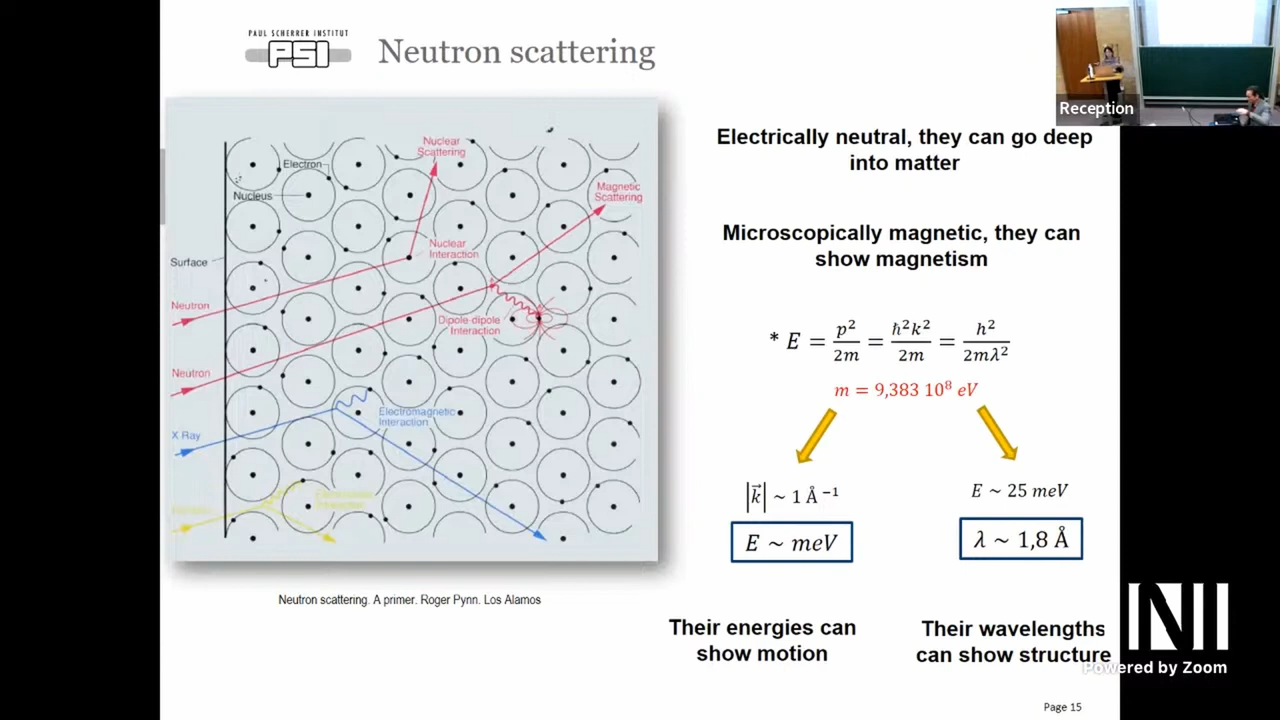 PAUL SCHERRER INSTITUT
PSI
Neutron scattering
Reception
Electrically neutral, they can go deep
into matter
Microscopically magnetic, they can
show magnetism
* E = p²/2m = ℏ²k²/2m = h²/2mλ²
m = 9,383 10⁸ eV
|k⃗| ~ 1 Å⁻¹
E ~ meV
E ~ 25 meV
λ ~ 1,8 Å
Their energies can
show motion
Their wavelengths
can show structure
Nuclear
Scattering
Electron
Nucleus
Magnetic
Scattering
Nuclear
Interaction
Surface
Neutron
Dipole-dipole
Interaction
Neutron
Electromagnetic
Interaction
X Ray
Neutron scattering. A primer. Roger Pynn. Los Alamos
NII
Powered by Zoom
Page 15